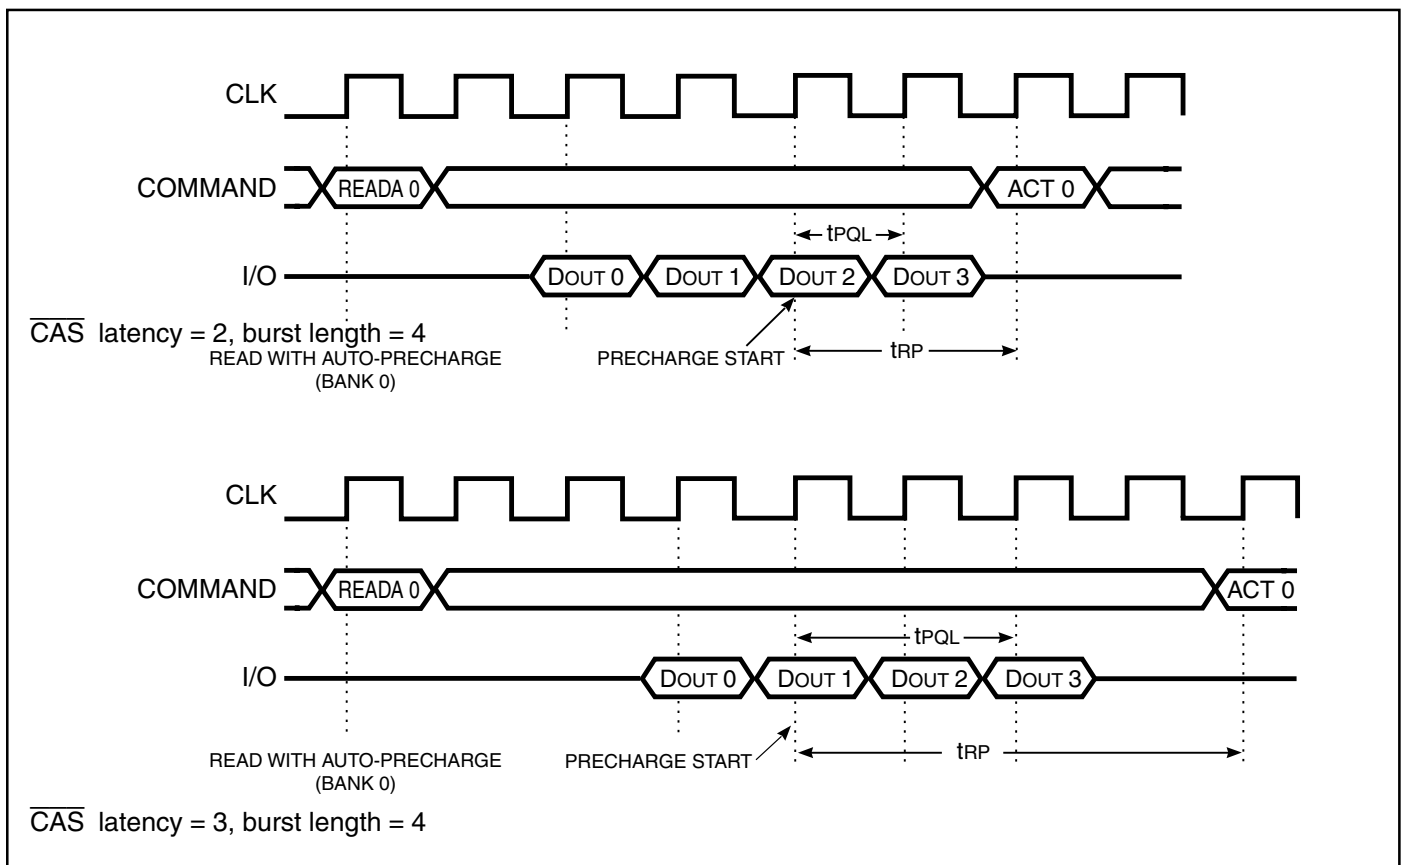 CLK
COMMAND
READA 0
ACT 0
tPQL
I/O
DOUT 0
DOUT 1
DOUT 2
DOUT 3
CAS latency = 2, burst length = 4
READ WITH AUTO-PRECHARGE
(BANK 0)
PRECHARGE START
tRP
CLK
COMMAND
READA 0
ACT 0
tPQL
I/O
DOUT 0
DOUT 1
DOUT 2
DOUT 3
READ WITH AUTO-PRECHARGE
(BANK 0)
PRECHARGE START
tRP
CAS latency = 3, burst length = 4